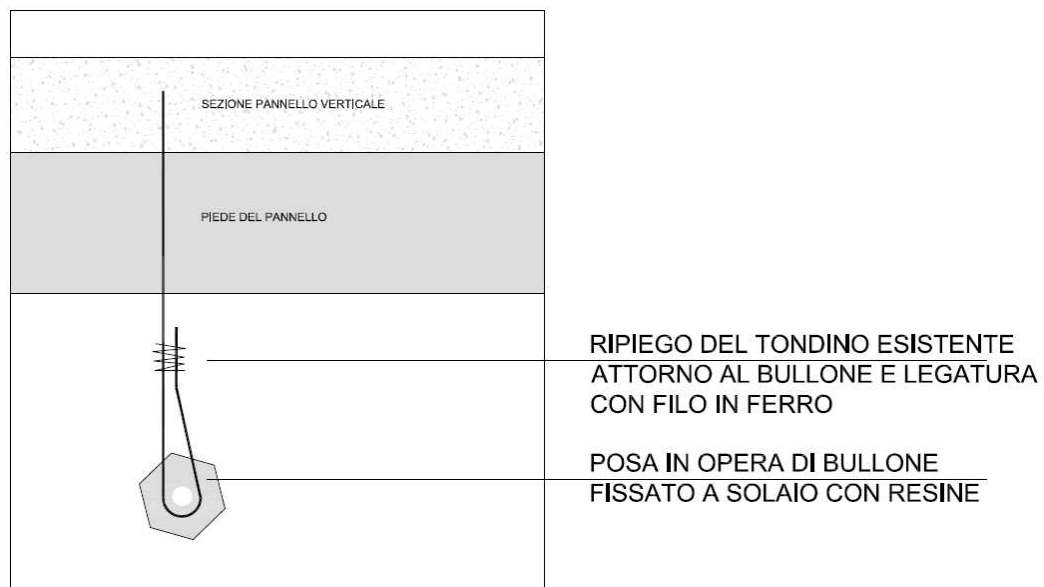 SEZIONE PANNELLO VERTICALE
PIEDE DEL PANNELLO
RIPIEGO DEL TONDINO ESISTENTE
ATTORNO AL BULLONE E LEGATURA
CON FILO IN FERRO
POSA IN OPERA DI BULLONE
FISSATO A SOLAIO CON RESINE